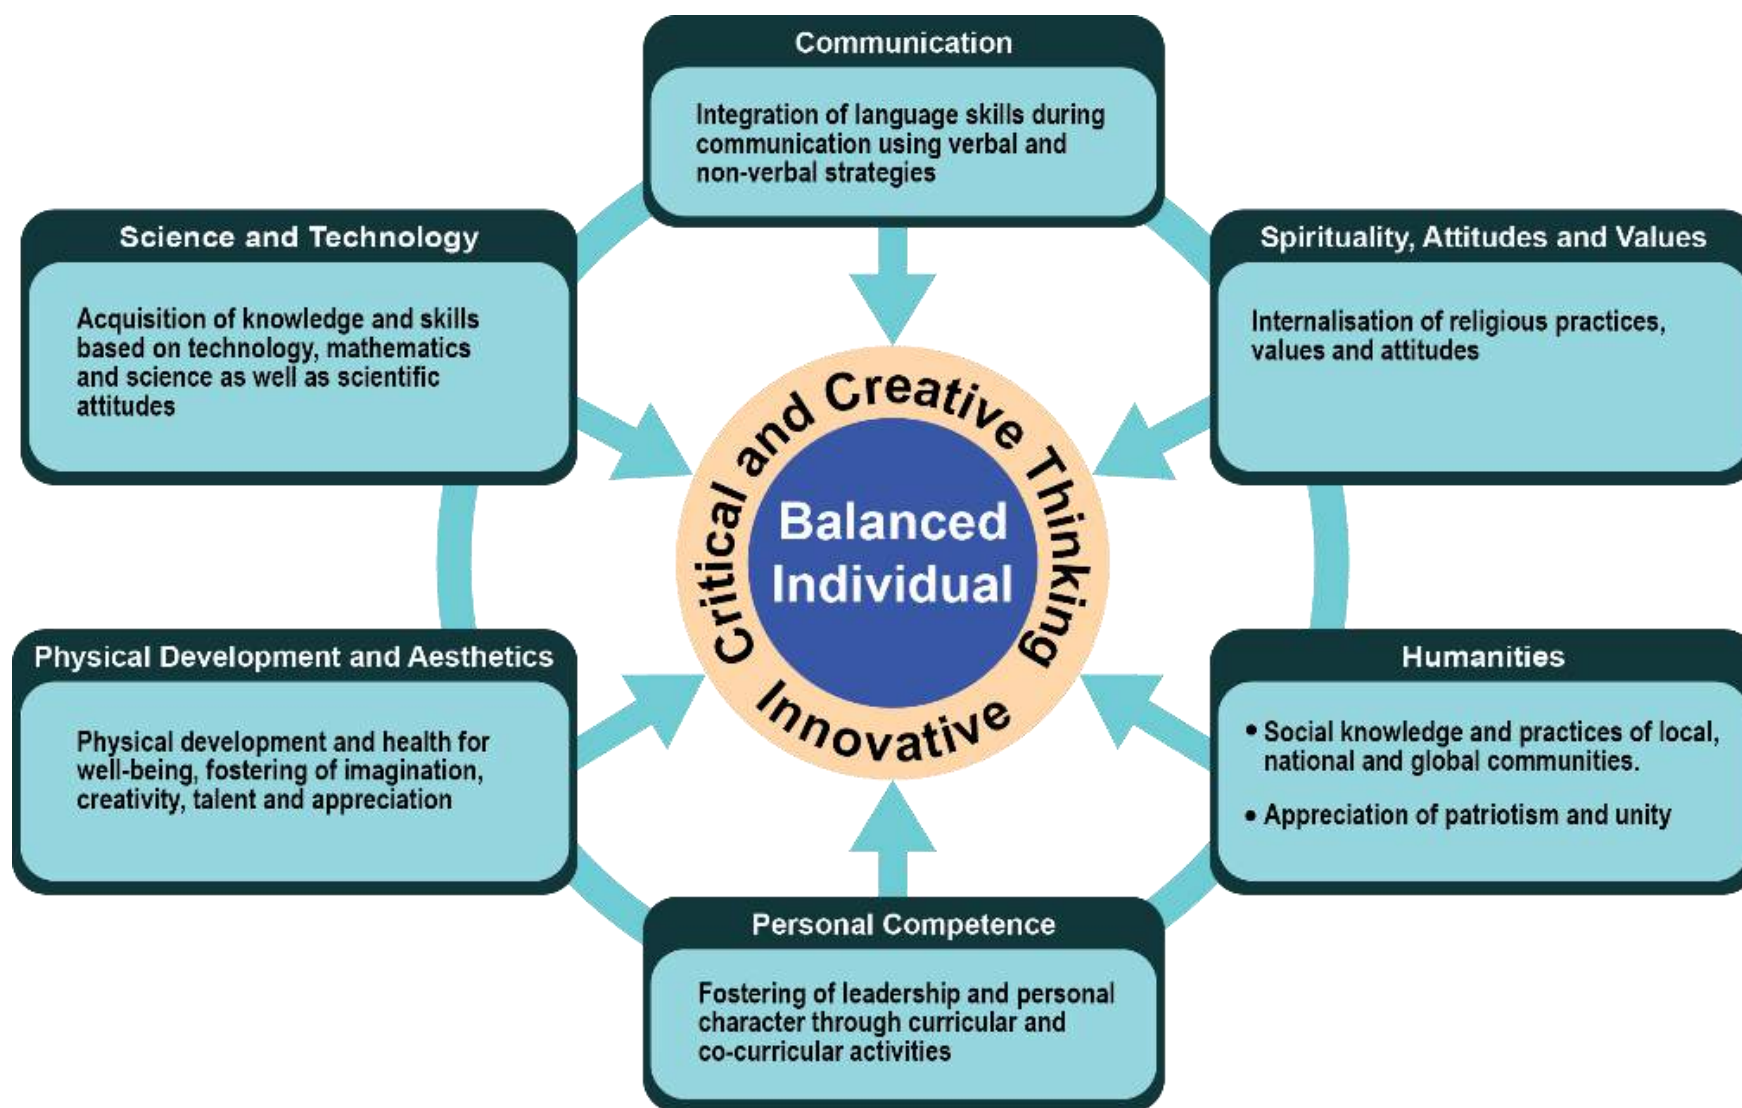 Communication
Integration of language skills during
communication using verbal and
non-verbal strategies
Science and Technology
Acquisition of knowledge and skills
based on technology, mathematics
and science as well as scientific
attitudes
Spirituality, Attitudes and Values
Internalisation of religious practices,
values and attitudes
Critical and Creative Thinking
Balanced
Individual
Innovative
Physical Development and Aesthetics
Physical development and health for
well-being, fostering of imagination,
creativity, talent and appreciation
Humanities
• Social knowledge and practices of local,
national and global communities.
• Appreciation of patriotism and unity
Personal Competence
Fostering of leadership and personal
character through curricular and
co-curricular activities